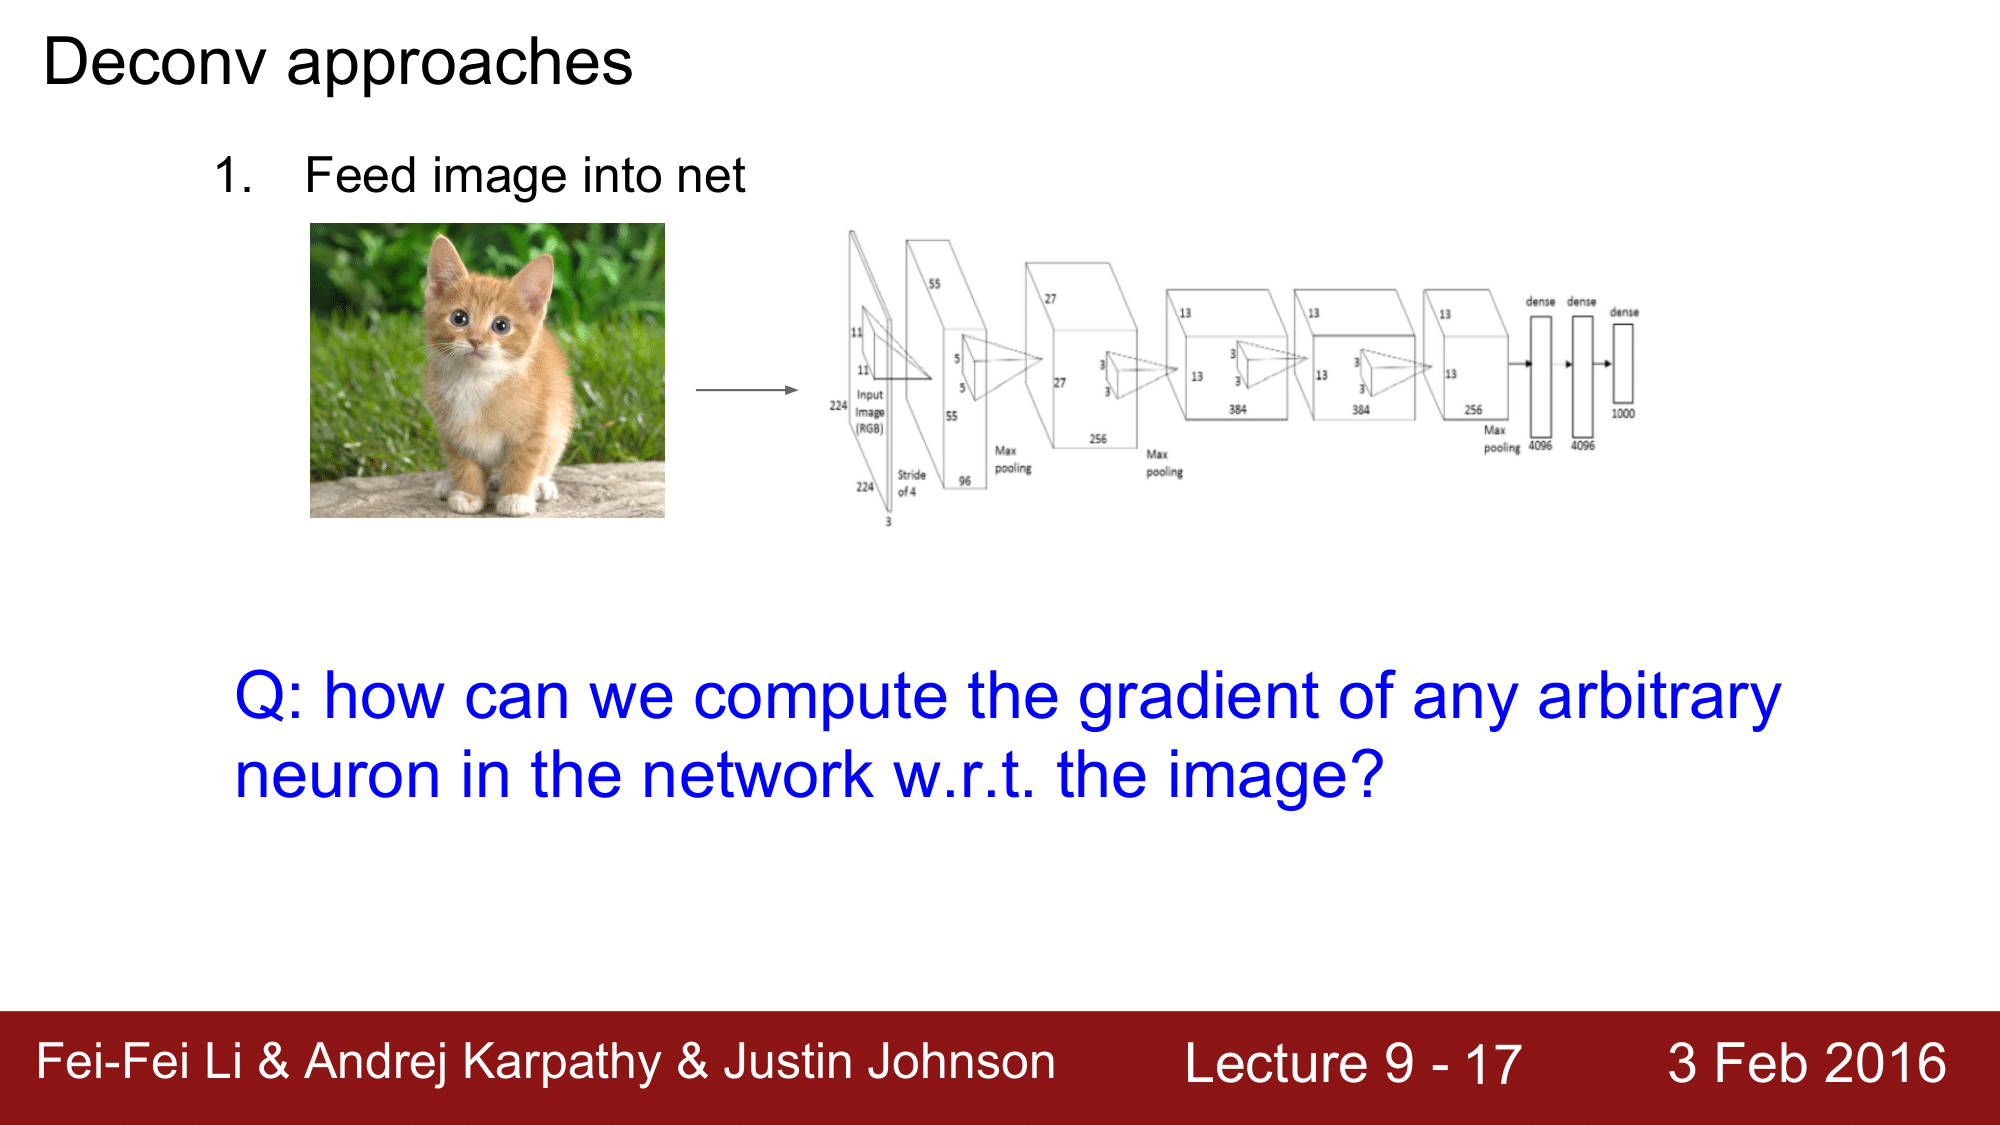 Deconv approaches
1. Feed image into net
55
27
13
13
13
dense
dense
dense
11
5
3
3
3
11
5
27
3
13
3
13
3
13
224
Input
Image
(RGB)
55
384
384
256
1000
256
Max
pooling
4096
4096
Max
pooling
Max
pooling
224
Stride
of 4
96
3
Q: how can we compute the gradient of any arbitrary
neuron in the network w.r.t. the image?
Fei-Fei Li & Andrej Karpathy & Justin Johnson
Lecture 9 - 17
3 Feb 2016